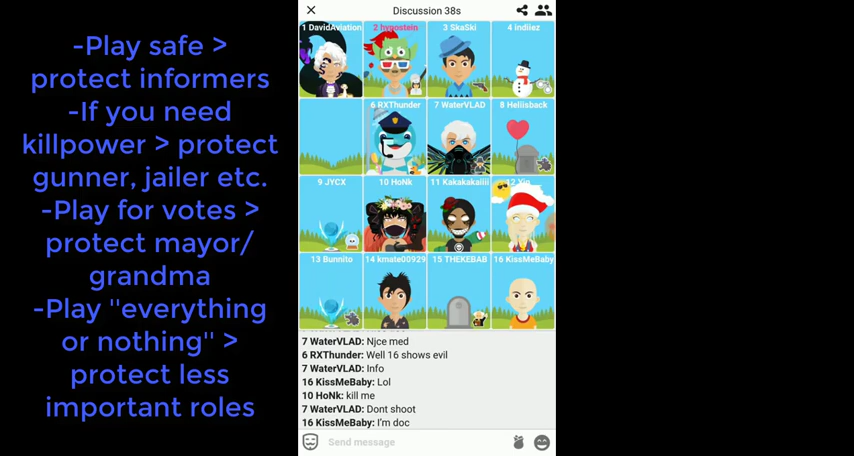 -Play safe >
protect informers
-If you need
killpower > protect
gunner, jailer etc.
-Play for votes >
protect mayor/
grandma
-Play "everything
or nothing" >
protect less
important roles
Discussion 38s
1 DavidAviation
2 hypostein
3 SkaSki
4 indiiez
6 RXThunder
7 WaterVLAD
8 Hellisback
9 JYCX
10 HoNk
11 Kakakakaliii
13 Bunnito
14 kmate00929
15 THEKEBAB
16 KissMeBaby
7 WaterVLAD: Njce med
6 RXThunder: Well 16 shows evil
7 WaterVLAD: Info
16 KissMeBaby: Lol
10 HoNk: kill me
7 WaterVLAD: Dont shoot
16 KissMeBaby: I'm doc
Send message